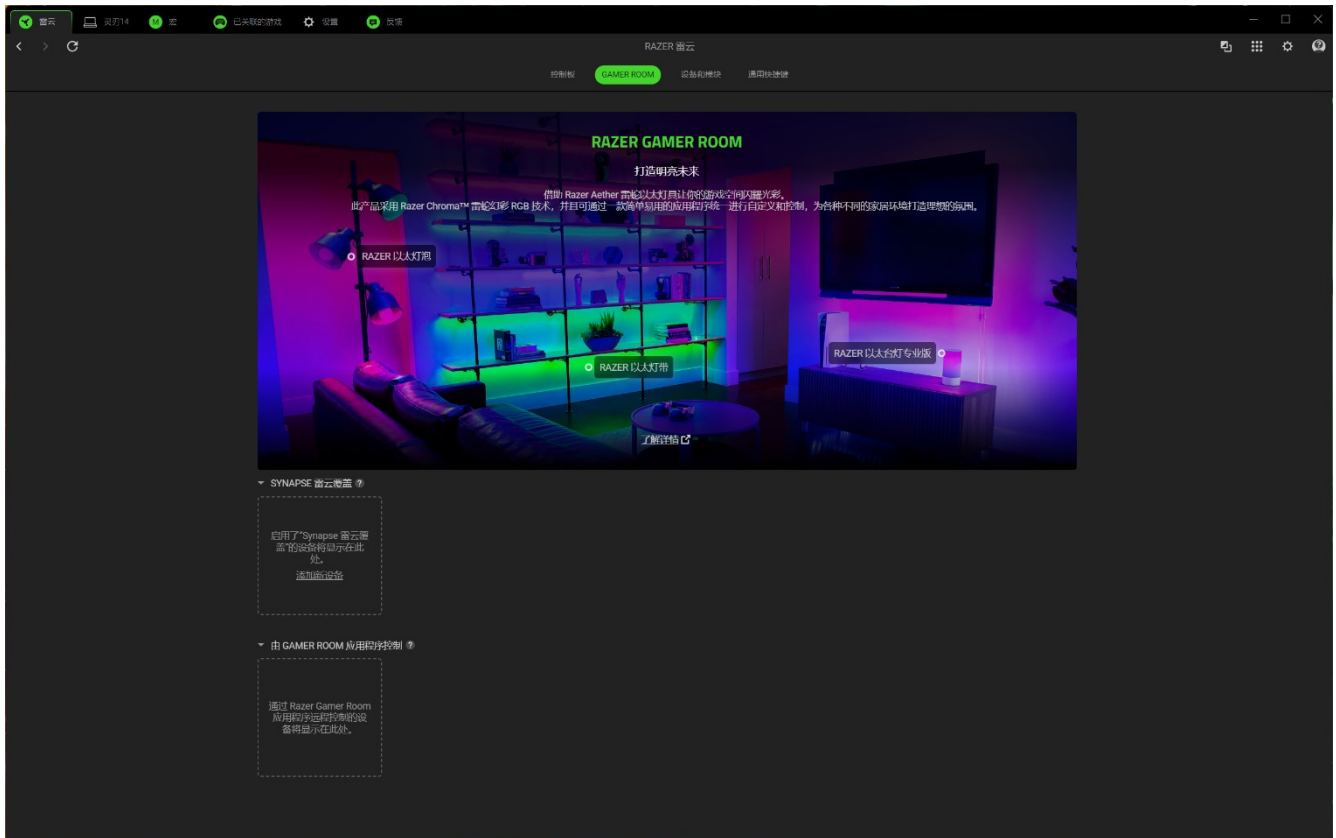 雷云
灵刃14
M 宏
已关联的游戏
设置
反馈
RAZER 雷云
控制板
GAMER ROOM
设备和模块
通用快捷键
RAZER GAMER ROOM
打造明亮未来
借助 Razer Aether 雷蛇以太灯具让你的游戏空间闪耀光彩。
此产品采用 Razer Chroma™ 雷蛇幻彩 RGB 技术，并且可通过一款简单易用的应用程序统一进行自定义和控制，为各种不同的家居环境打造理想的氛围。
RAZER 以太灯泡
RAZER 以太台灯专业版
RAZER 以太灯带
了解详情
SYNAPSE 雷云覆盖 ?
启用了"Synapse 雷云覆
盖"的设备将显示在此
处。
添加新设备
由 GAMER ROOM 应用程序控制 ?
通过 Razer Gamer Room
应用程序远程控制的设
备将显示在此处。